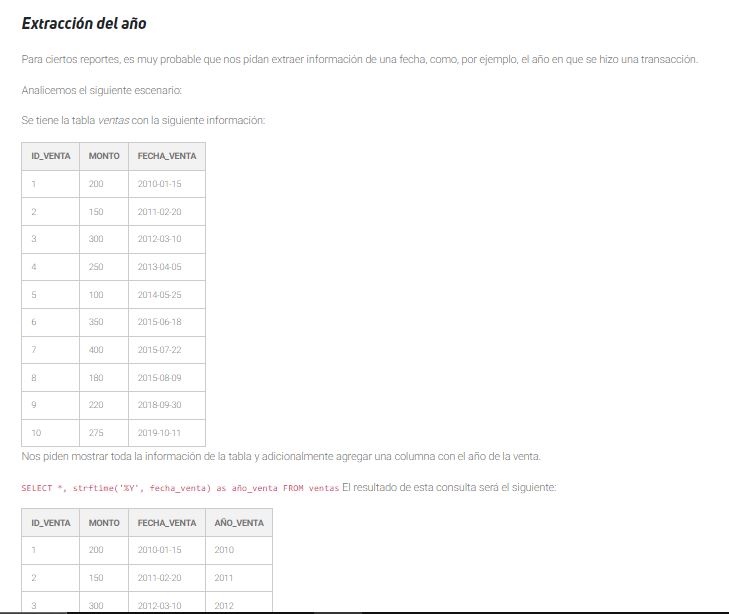 Extracción del año
Para ciertos reportes, es muy probable que nos pidan extraer información de una fecha, como, por ejemplo, el año en que se hizo una transacción.
Analicemos el siguiente escenario:
Se tiene la tabla ventas con la siguiente información:
ID_VENTA MONTO FECHA_VENTA
1 200 2010-01-15
2 150 2011-02-20
3 300 2012-03-10
4 250 2013-04-05
5 100 2014-05-25
6 350 2015-06-18
7 400 2015-07-22
8 180 2015-08-09
9 220 2018-09-30
10 275 2019-10-11
Nos piden mostrar toda la información de la tabla y adicionalmente agregar una columna con el año de la venta.
SELECT *, strftime('%Y', fecha_venta) as año_venta FROM ventas El resultado de esta consulta será el siguiente:
ID_VENTA MONTO FECHA_VENTA AÑO_VENTA
1 200 2010-01-15 2010
2 150 2011-02-20 2011
3 300 2012-03-10 2012